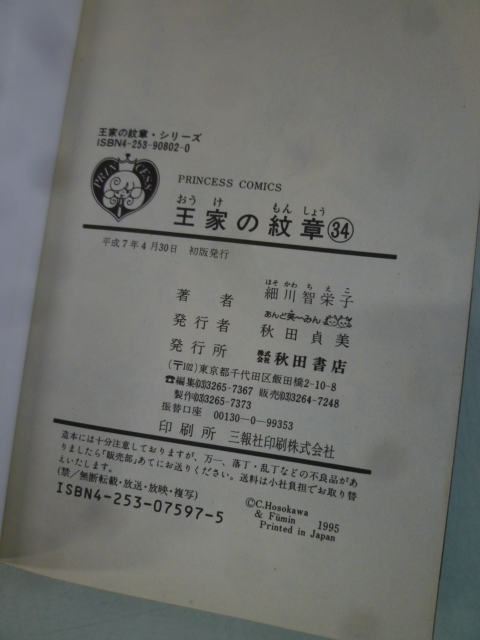 王家の紋章・シリーズ
ISBN4-253-90802-0
PRINCESS
PRINCESS COMICS
おう け もん しょう
王家の紋章㉞
平成7年4月30日 初版発行
ほそ かわ ち え こ
著者 細川智栄子
あんど芙〜みん
発行者 秋田貞美
発行所 株式会社 秋田書店
(〒102)東京都千代田区飯田橋2-10-8
☎編集(03)3265-7367 販売(03)3264-7248
製作(03)3265-7373
振替口座 00130-0-99353
印刷所 三報社印刷株式会社
造本には十分注意しておりますが、万一、落丁・乱丁などの不良品があ
りましたら「販売部」あてにお送りください。送料は小社負担でお取り替
えいたします。
(禁/無断転載・放送・放映・複写)
ISBN4-253-07597-5
©C.Hosokawa
& Fūmin 1995
Printed in Japan